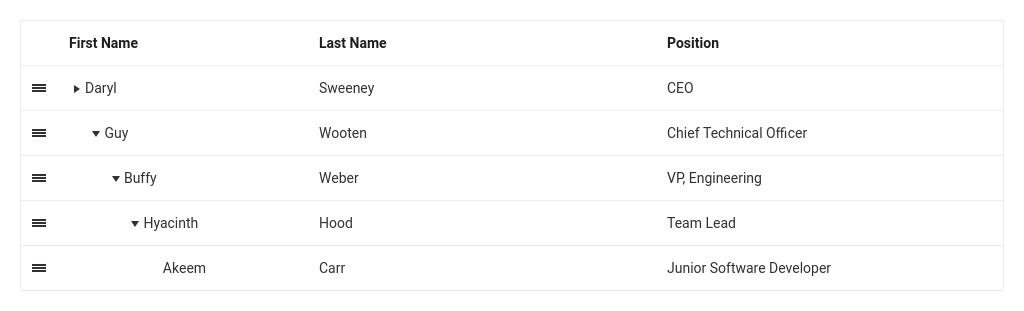 First Name Last Name Position
Daryl Sweeney CEO
Guy Wooten Chief Technical Officer
Buffy Weber VP, Engineering
Hyacinth Hood Team Lead
Akeem Carr Junior Software Developer